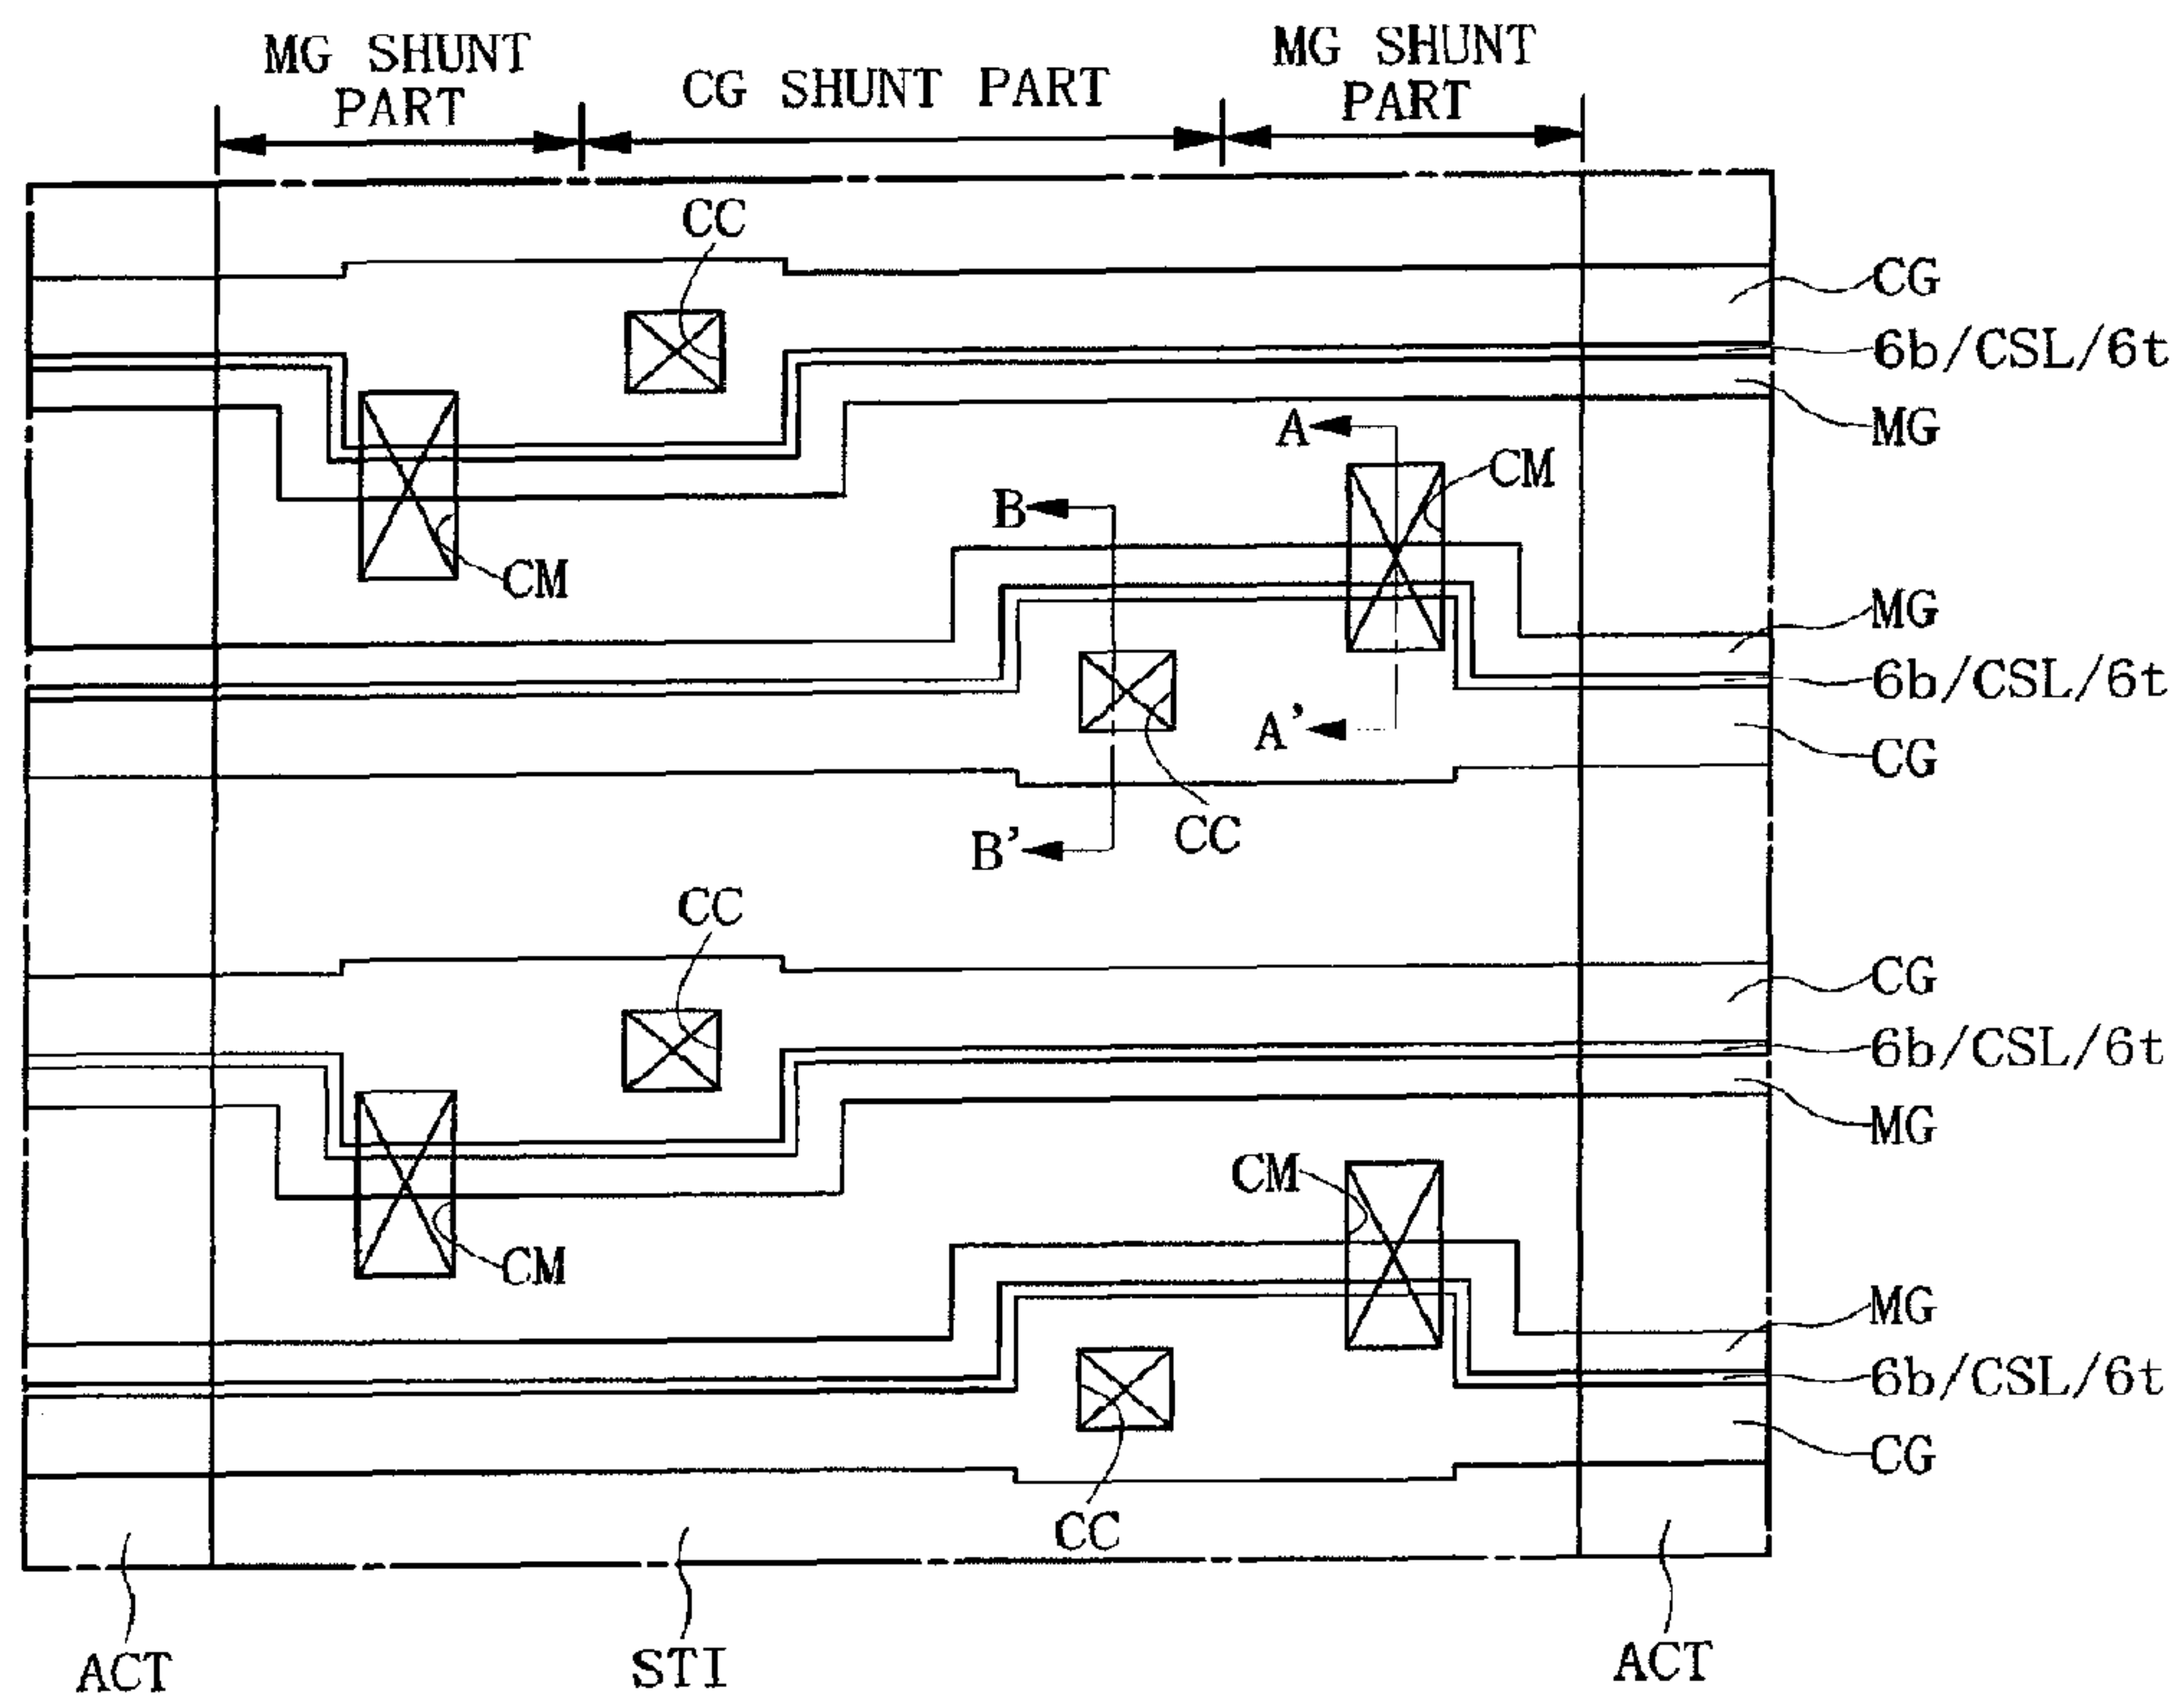 MG SHUNT
PART
CG SHUNT PART
MG SHUNT
PART
CC
CG
6b/CSL/6t
MG
A
CM
B
CM
MG
6b/CSL/6t
A'
CG
CC
B'
CC
CG
6b/CSL/6t
MG
CM
CM
MG
6b/CSL/6t
CG
CC
ACT
STI
ACT